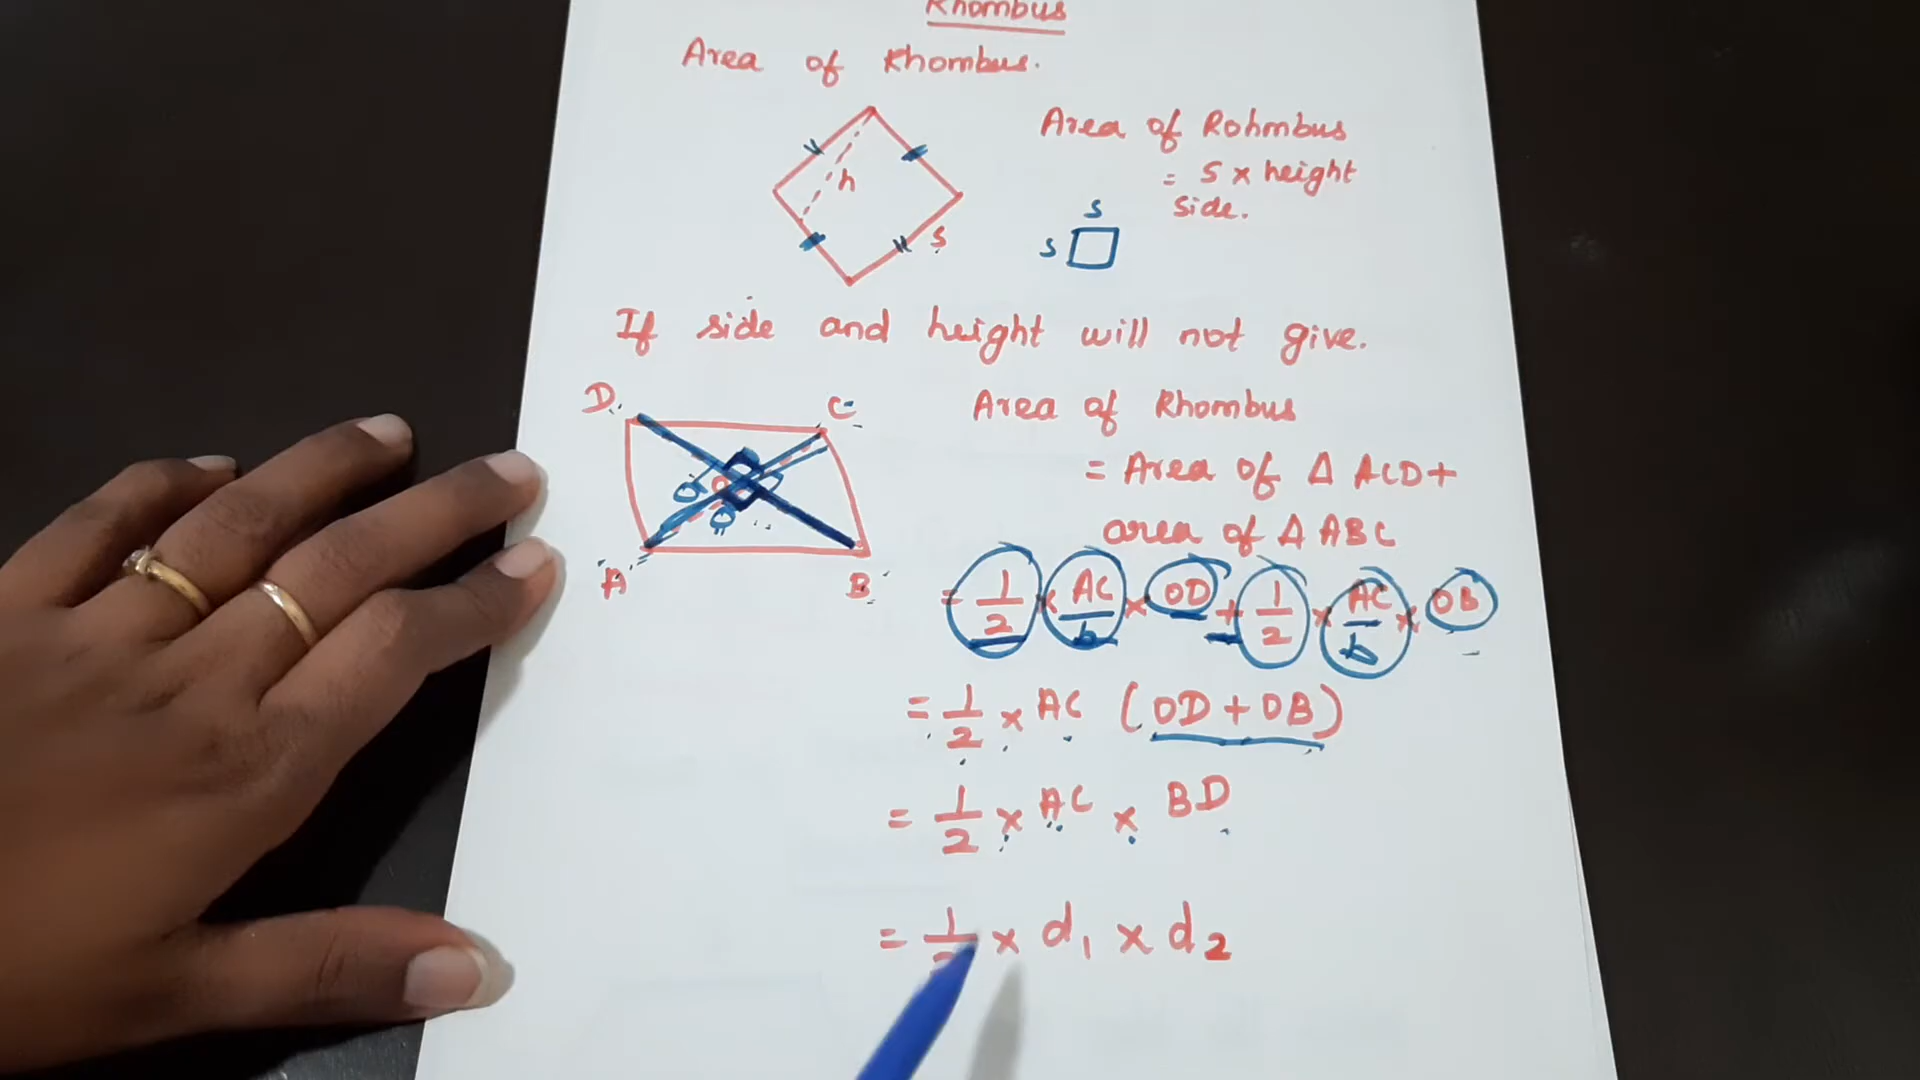 Rhombus
Area of Rhombus.
h
s
Area of Rohmbus
= s x height
side.
s
s
If side and height will not give.
D
C
O
A
B
Area of Rhombus
= Area of Δ ACD +
area of Δ ABC
= 1/2 x AC x OD + 1/2 x AC x OB
b b
= 1/2 x AC (OD + OB)
= 1/2 x AC x BD
= 1/2 x d1 x d2